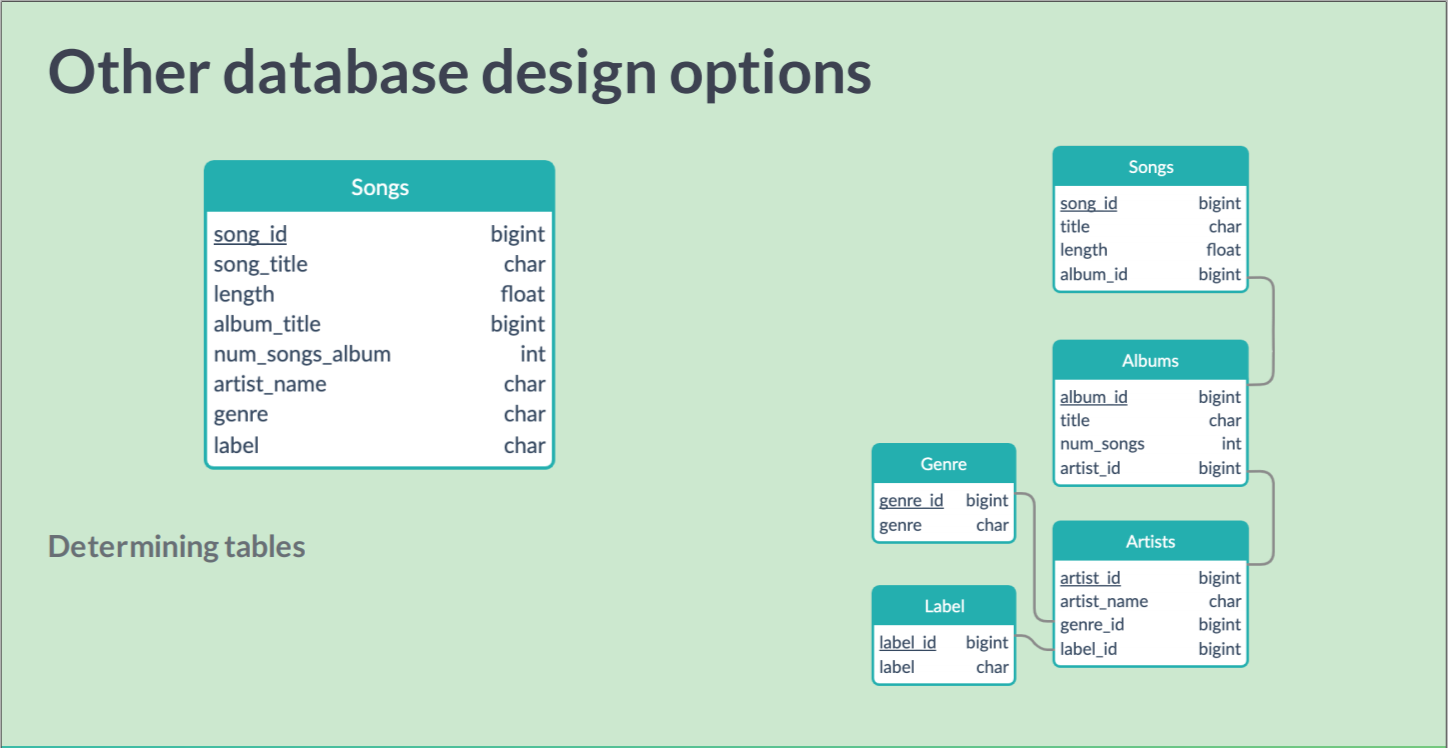 Other database design options
Songs
song_id bigint
song_title char
length float
album_title bigint
num_songs_album int
artist_name char
genre char
label char
Determining tables
Songs
song_id bigint
title char
length float
album_id bigint
Albums
album_id bigint
title char
num_songs int
artist_id bigint
Genre
genre_id bigint
genre char
Label
label_id bigint
label char
Artists
artist_id bigint
artist_name char
genre_id bigint
label_id bigint